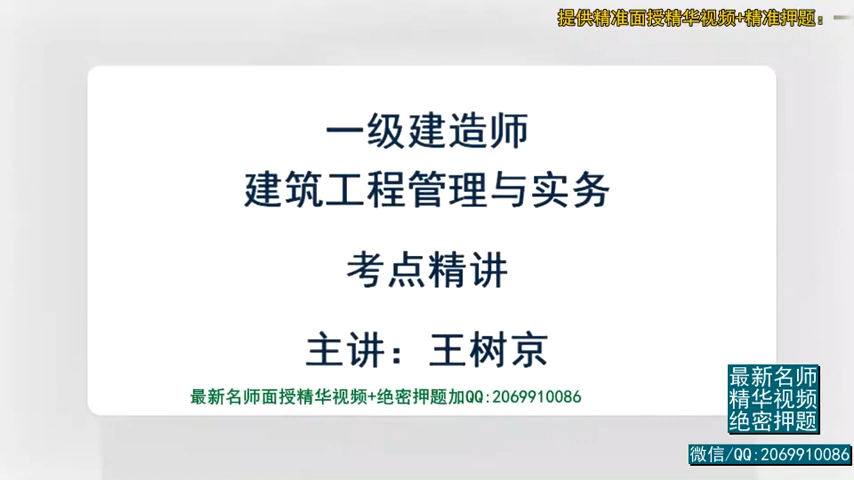 提供精准面授精华视频+精准押题：
一级建造师
建筑工程管理与实务
考点精讲
主讲：王树京
最新名师面授精华视频+绝密押题加QQ:2069910086
最新名师
精华视频
绝密押题
微信/QQ:2069910086